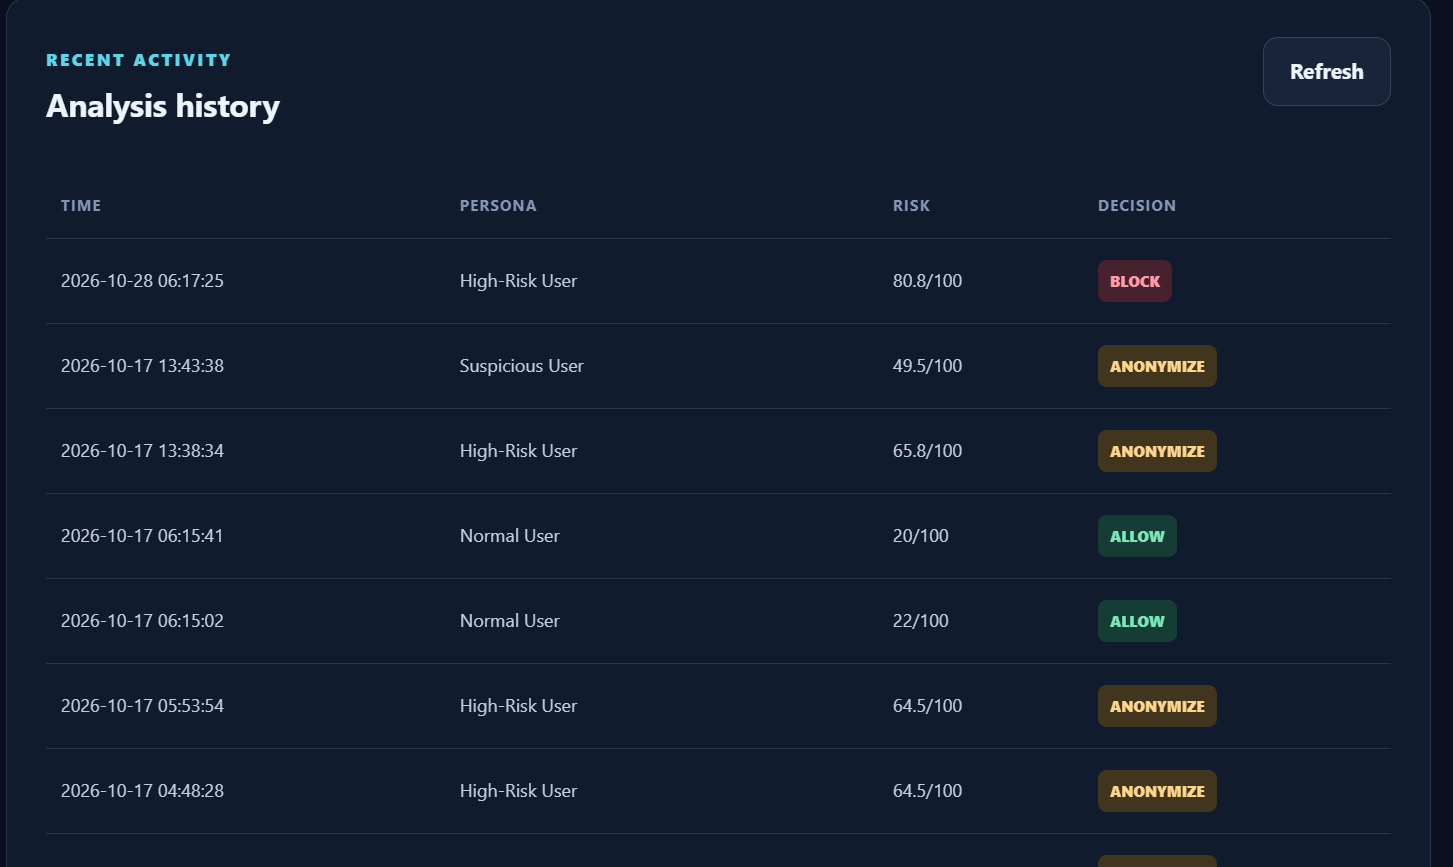 RECENT ACTIVITY
Refresh
Analysis history
TIME PERSONA RISK DECISION
2026-10-28 06:17:25 High-Risk User 80.8/100 BLOCK
2026-10-17 13:43:38 Suspicious User 49.5/100 ANONYMIZE
2026-10-17 13:38:34 High-Risk User 65.8/100 ANONYMIZE
2026-10-17 06:15:41 Normal User 20/100 ALLOW
2026-10-17 06:15:02 Normal User 22/100 ALLOW
2026-10-17 05:53:54 High-Risk User 64.5/100 ANONYMIZE
2026-10-17 04:48:28 High-Risk User 64.5/100 ANONYMIZE